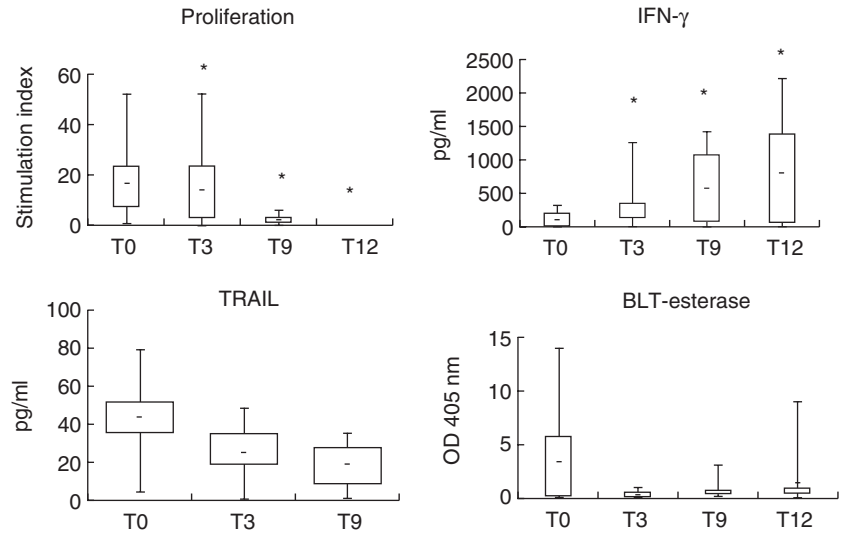 Proliferation
Stimulation index
60
40
20
0
*
*
*
T0 T3 T9 T12
IFN-γ
pg/ml
2500
2000
1500
1000
500
0
*
*
*
T0 T3 T9 T12
TRAIL
pg/ml
100
80
60
40
20
0
T0 T3 T9
BLT-esterase
OD 405 nm
15
10
5
0
T0 T3 T9 T12